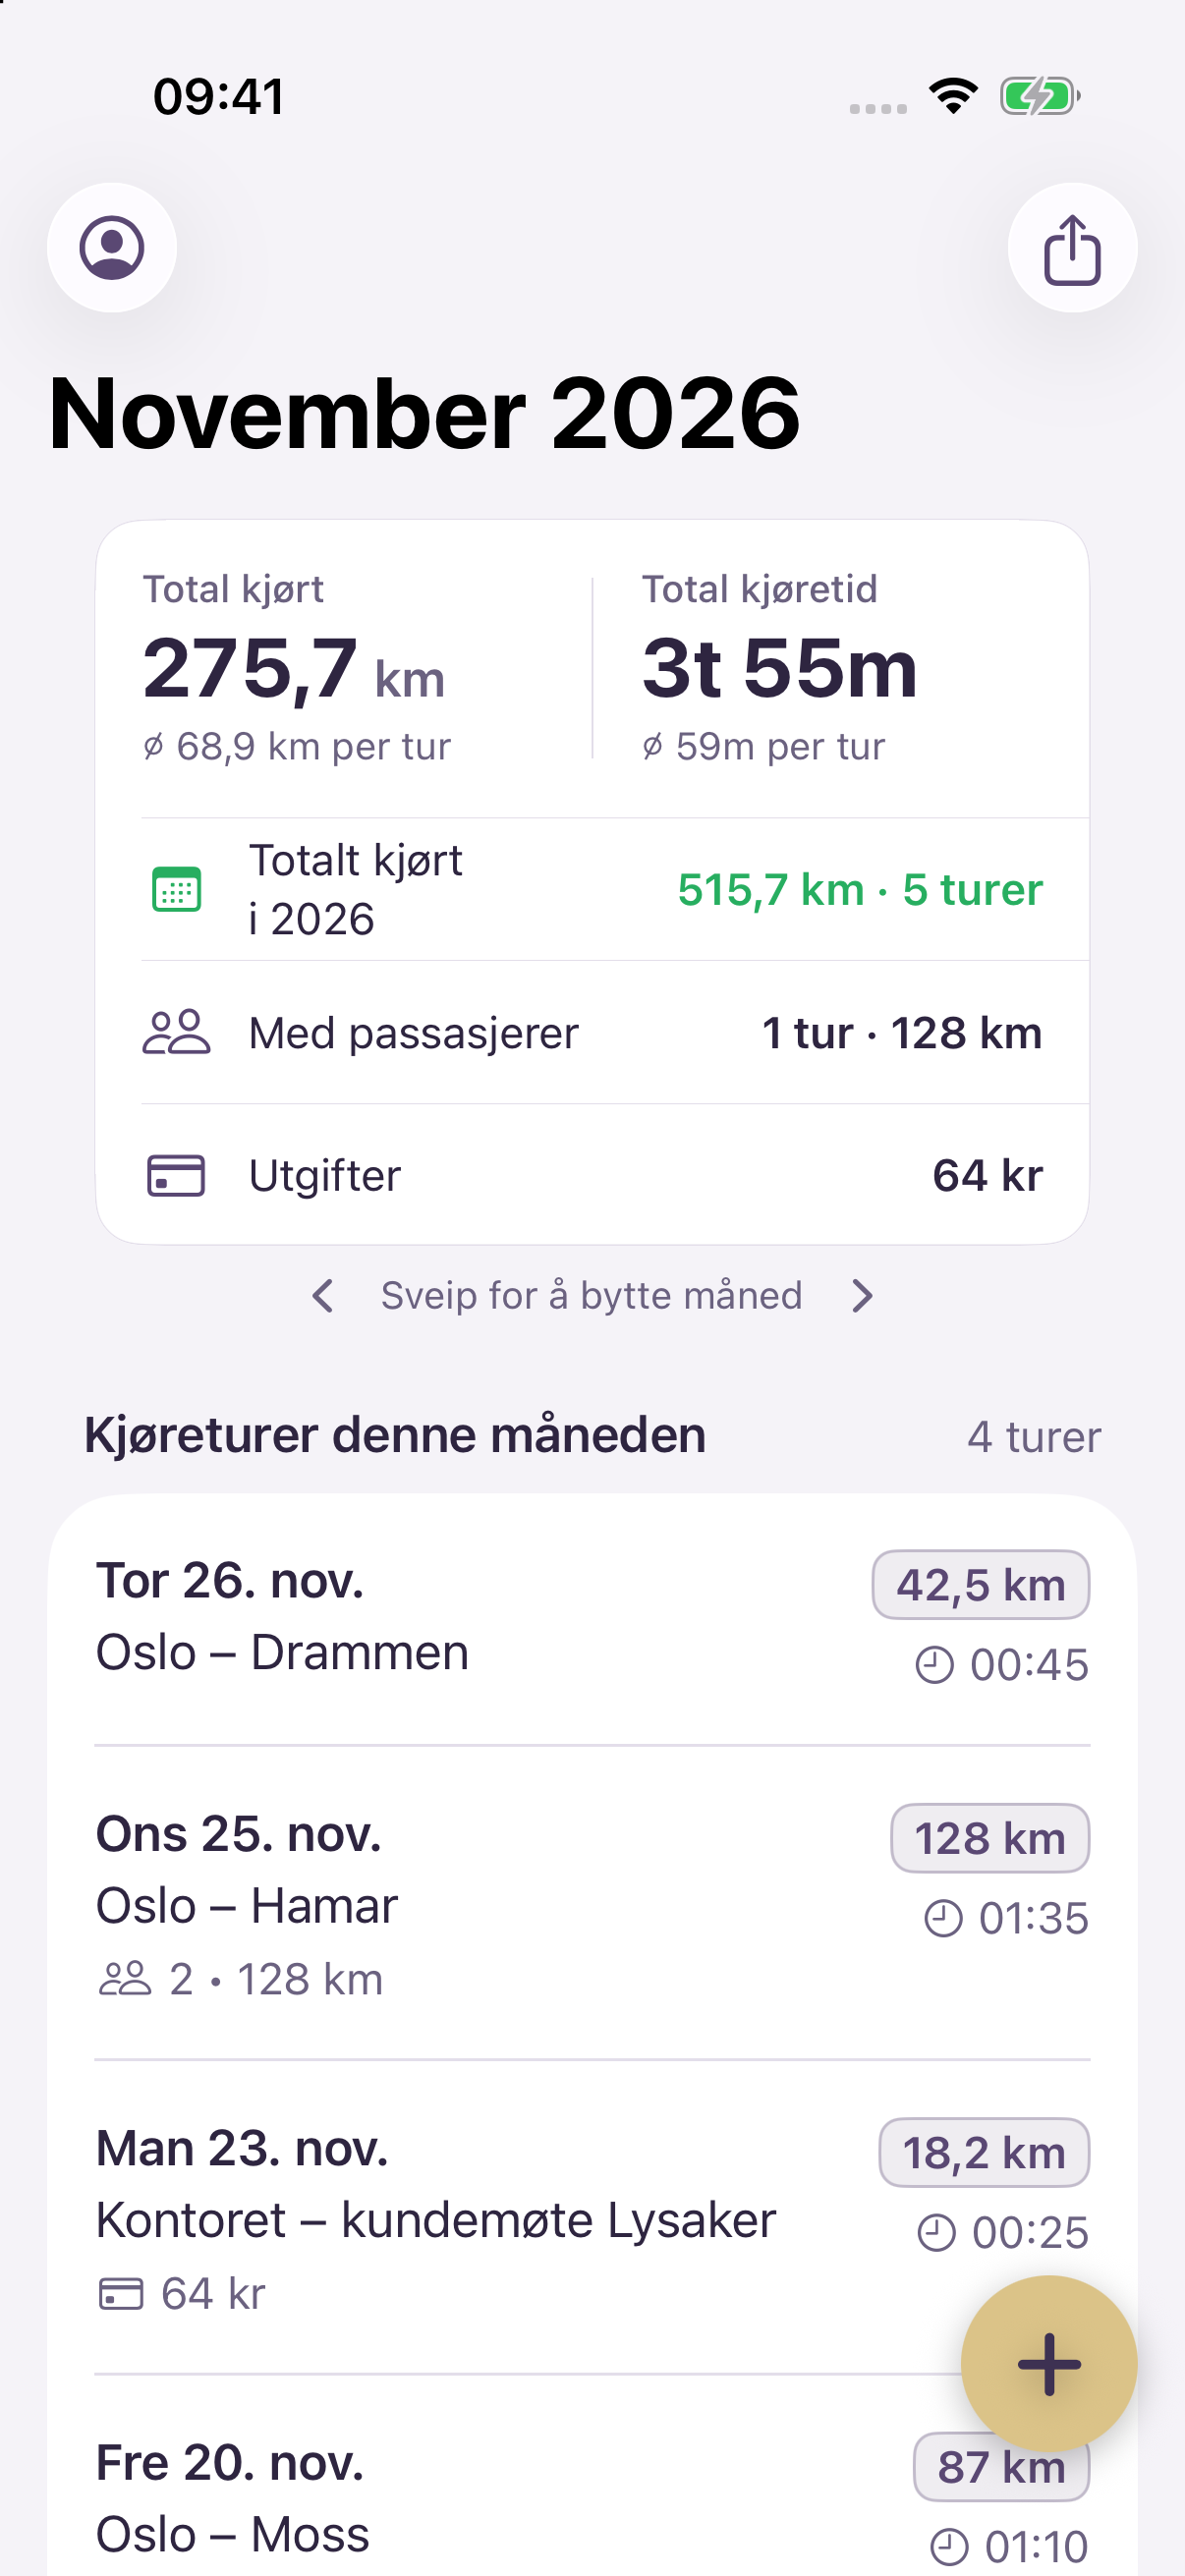 09:41
November 2026
Total kjørt
275,7 km
⌀ 68,9 km per tur
Total kjøretid
3t 55m
⌀ 59m per tur
Totalt kjørt
i 2026
515,7 km · 5 turer
Med passasjerer
1 tur · 128 km
Utgifter
64 kr
Sveip for å bytte måned
Kjøreturer denne måneden
4 turer
Tor 26. nov.
42,5 km
Oslo – Drammen
00:45
Ons 25. nov.
128 km
Oslo – Hamar
01:35
2 • 128 km
Man 23. nov.
18,2 km
Kontoret – kundemøte Lysaker
00:25
64 kr
Fre 20. nov.
87 km
Oslo – Moss
01:10